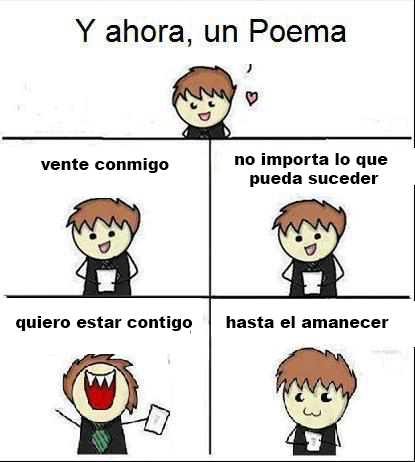 Y ahora, un Poema
vente conmigo
no importa lo que
pueda suceder
quiero estar contigo
hasta el amanecer